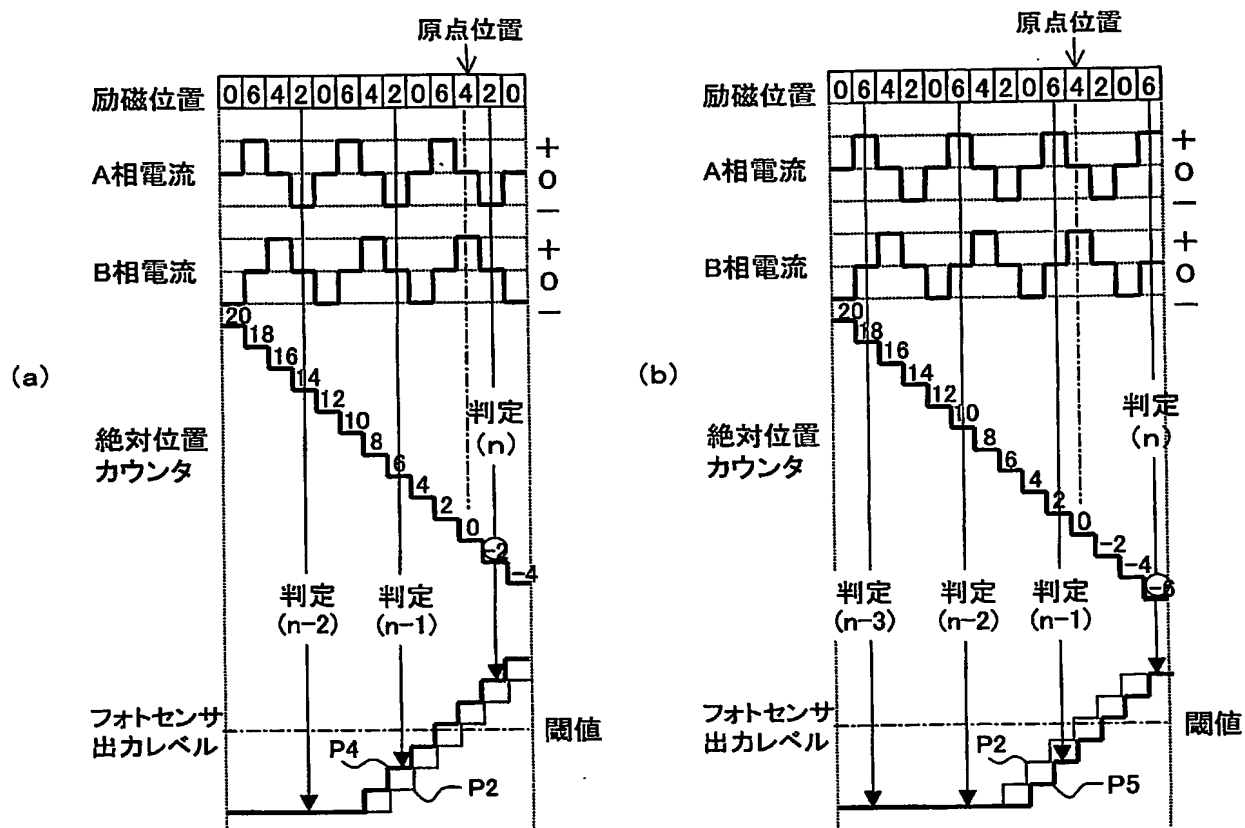 (a)
原点位置
励磁位置 0 6 4 2 0 6 4 2 0 6 4 2 0
A相電流
+
0
−
B相電流
+
0
−
絶対位置
カウンタ
20
18
16
14
12
10
8
6
4
2
0
-2
-4
判定
(n)
判定
(n-2)
判定
(n-1)
フォトセンサ
出力レベル
閾値
P4
P2
(b)
原点位置
励磁位置 0 6 4 2 0 6 4 2 0 6 4 2 0 6
A相電流
+
0
−
B相電流
+
0
−
絶対位置
カウンタ
20
18
16
14
12
10
8
6
4
2
0
-2
-4
-6
判定
(n)
判定
(n-3)
判定
(n-2)
判定
(n-1)
フォトセンサ
出力レベル
閾値
P2
P5